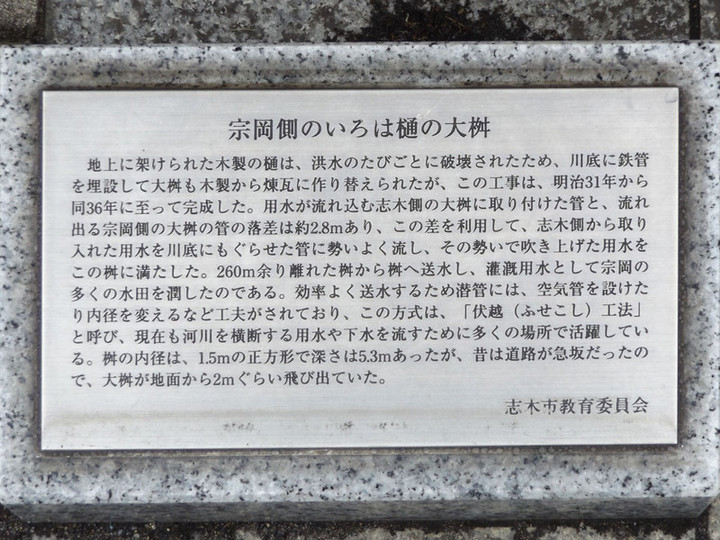 宗岡側のいろは樋の大桝
地上に架けられた木製の樋は、洪水のたびごとに破壊されたため、川底に鉄管
を埋設して大桝も木製から煉瓦に作り替えられたが、この工事は、明治31年から
同36年に至って完成した。用水が流れ込む志木側の大桝に取り付けた管と、流れ
出る宗岡側の大桝の管の落差は約2.8mあり、この差を利用して、志木側から取り
入れた用水を川底にもぐらせた管に勢いよく流し、その勢いで吹き上げた用水を
この桝に満たした。260m余り離れた桝から桝へ送水し、灌漑用水として宗岡の
多くの水田を潤したのである。効率よく送水するため潜管には、空気管を設けた
り内径を変えるなど工夫がされており、この方式は、「伏越（ふせこし）工法」
と呼び、現在も河川を横断する用水や下水を流すために多くの場所で活躍してい
る。桝の内径は、1.5mの正方形で深さは5.3mあったが、昔は道路が急坂だったの
で、大桝が地面から2mぐらい飛び出ていた。
志木市教育委員会